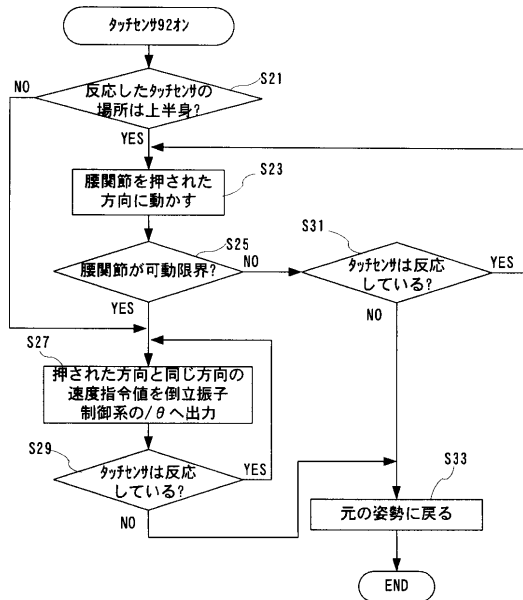 ﾀｯﾁｾﾝｻ92オン
S21
NO
反応したﾀｯﾁｾﾝｻの
場所は上半身?
YES
S23
腰関節を押された
方向に動かす
S25
腰関節が可動限界?
NO
YES
S31
ﾀｯﾁｾﾝｻは反応
している?
YES
NO
S27
押された方向と同じ方向の
速度指令値を倒立振子
制御系の/θへ出力
S29
ﾀｯﾁｾﾝｻは反応
している?
YES
NO
S33
元の姿勢に戻る
END